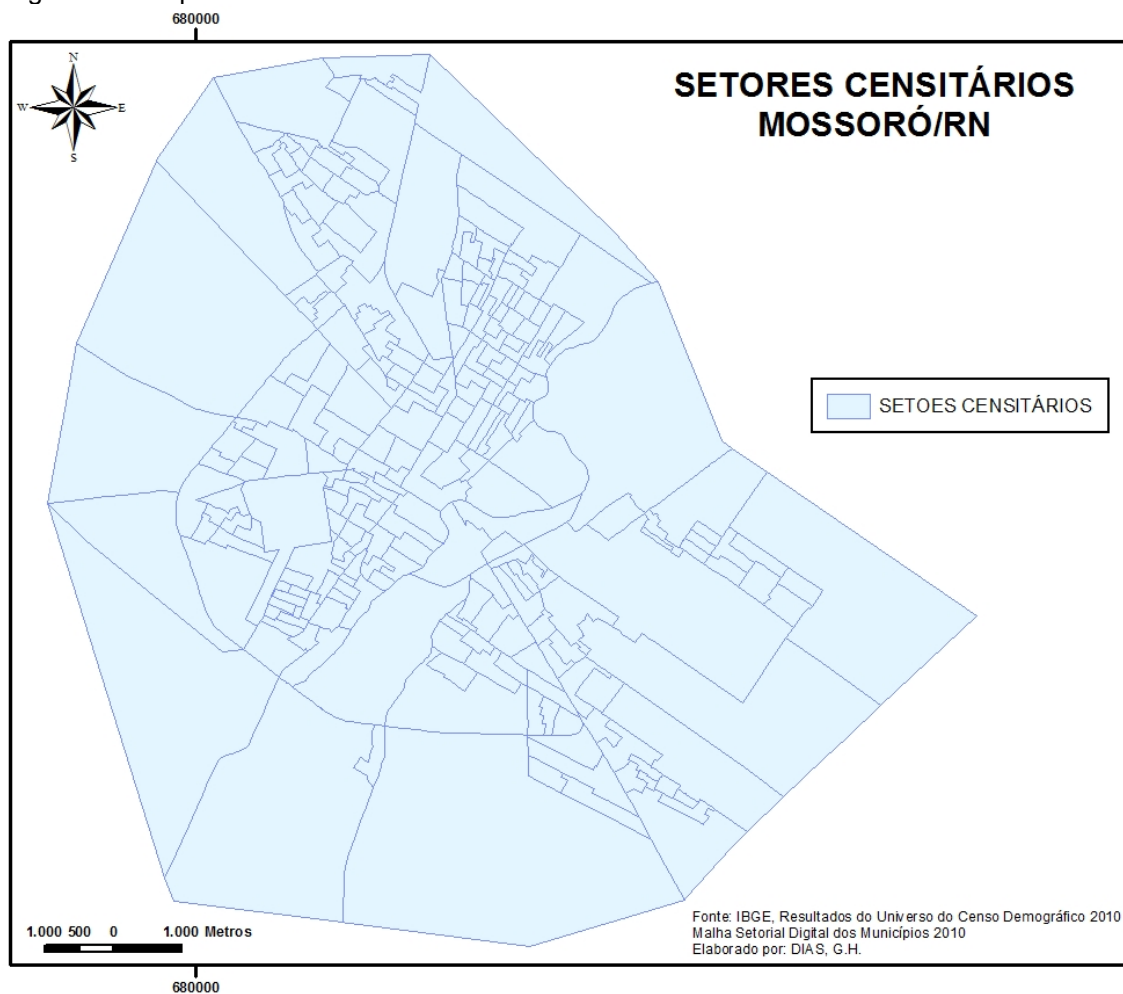 680000
N
W E
S
SETORES CENSITÁRIOS
MOSSORÓ/RN
SETOES CENSITÁRIOS
1.000 500 0 1.000 Metros
Fonte: IBGE, Resultados do Universo do Censo Demográfico 2010
Malha Setorial Digital dos Municípios 2010
Elaborado por: DIAS, G.H.
680000